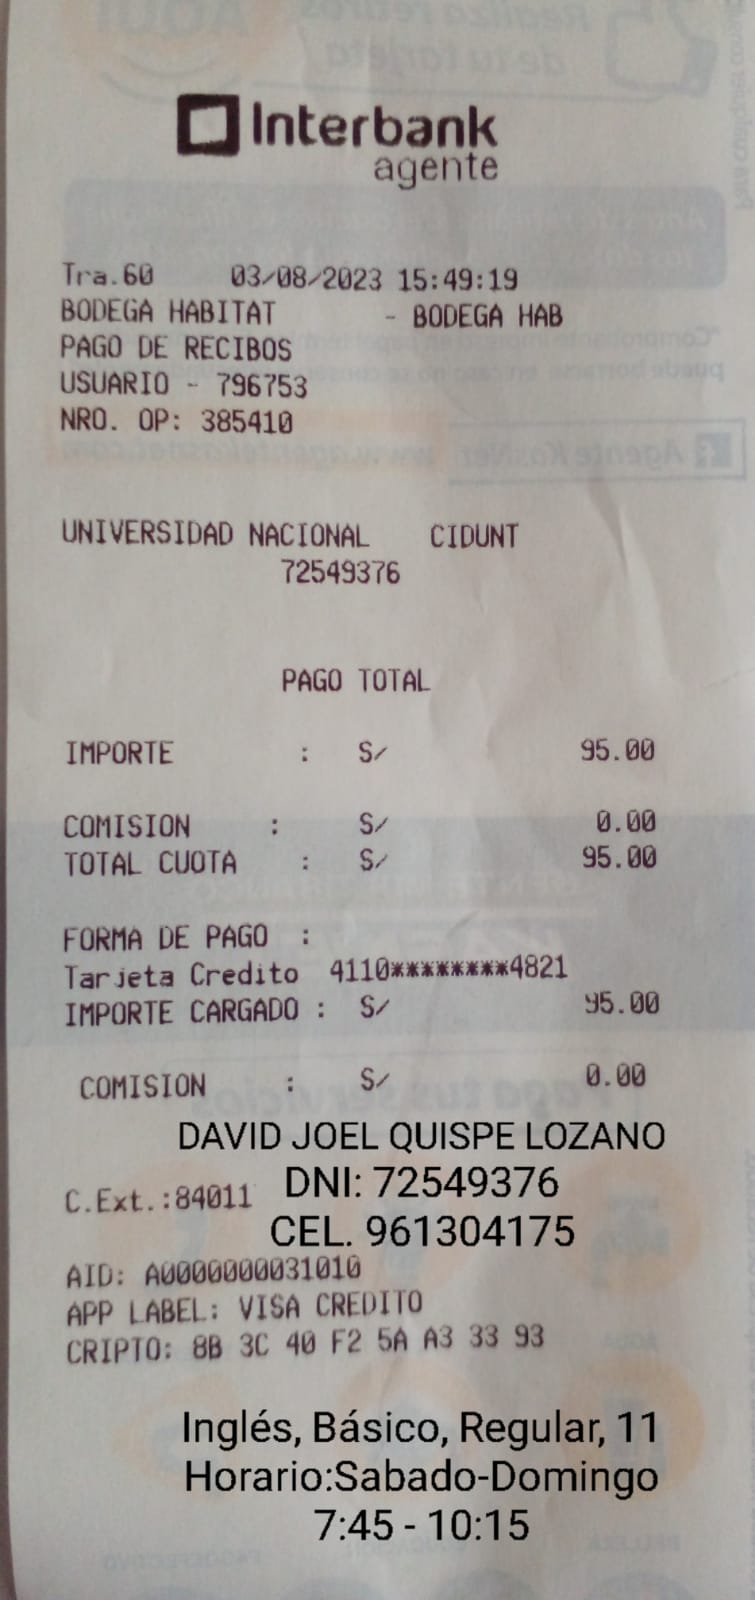 Interbank
agente
Tra.60 03/08/2023 15:49:19
BODEGA HABITAT - BODEGA HAB
PAGO DE RECIBOS
USUARIO - 796753
NRO. OP: 385410
UNIVERSIDAD NACIONAL CIDUNT
72549376
PAGO TOTAL
IMPORTE : S/ 95.00
COMISION : S/ 0.00
TOTAL CUOTA : S/ 95.00
FORMA DE PAGO :
Tarjeta Credito 4110********4821
IMPORTE CARGADO : S/ 95.00
COMISION : S/ 0.00
DAVID JOEL QUISPE LOZANO
DNI: 72549376
C.Ext.:84011
CEL. 961304175
AID: A0000000031010
APP LABEL: VISA CREDITO
CRIPTO: 8B 3C 40 F2 5A A3 33 93
Inglés, Básico, Regular, 11
Horario:Sabado-Domingo
7:45 - 10:15